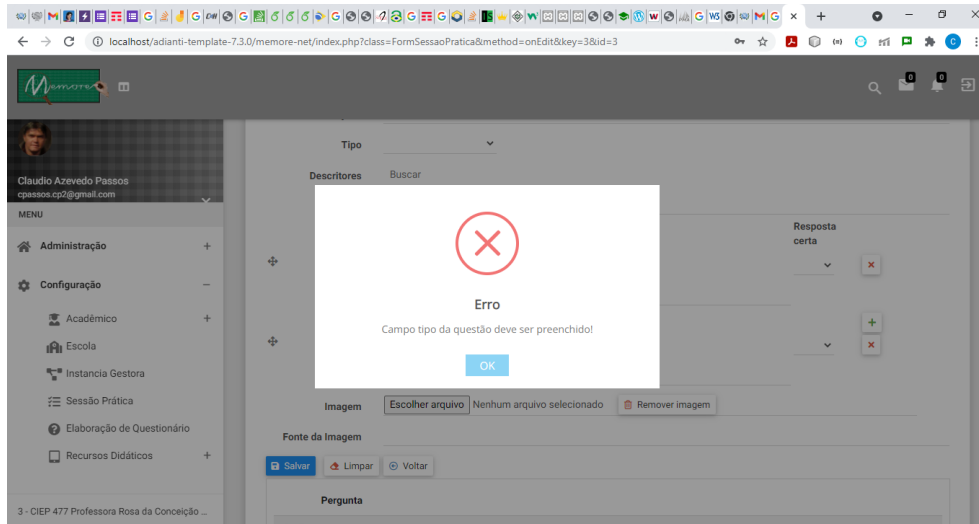 localhost/adianti-template-7.3.0/memore-net/index.php?class=FormSessaoPratica&method=onEdit&key=3&id=3
Memore
0
0
Tipo
Descritores
Buscar
Claudio Azevedo Passos
cpassos.cp2@gmail.com
MENU
Administração
Configuração
Acadêmico
Escola
Instancia Gestora
Sessão Prática
Elaboração de Questionário
Recursos Didáticos
3 - CIEP 477 Professora Rosa da Conceição ...
Resposta
certa
Erro
Campo tipo da questão deve ser preenchido!
OK
Imagem
Escolher arquivo Nenhum arquivo selecionado
Remover imagem
Fonte da Imagem
Salvar
Limpar
Voltar
Pergunta